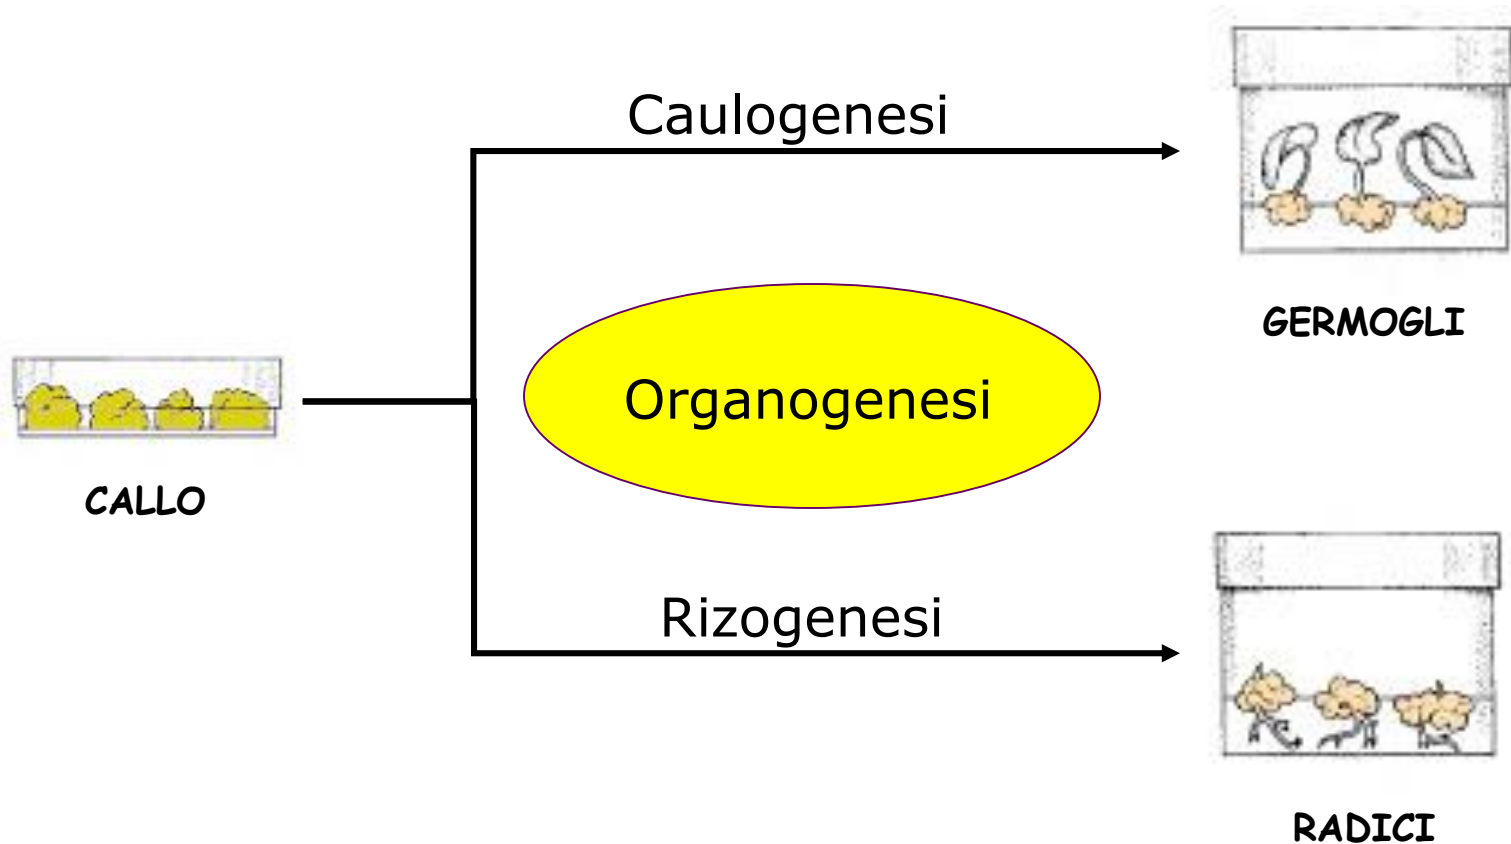 Caulogenesi
GERMOGLI
Organogenesi
CALLO
Rizogenesi
RADICI